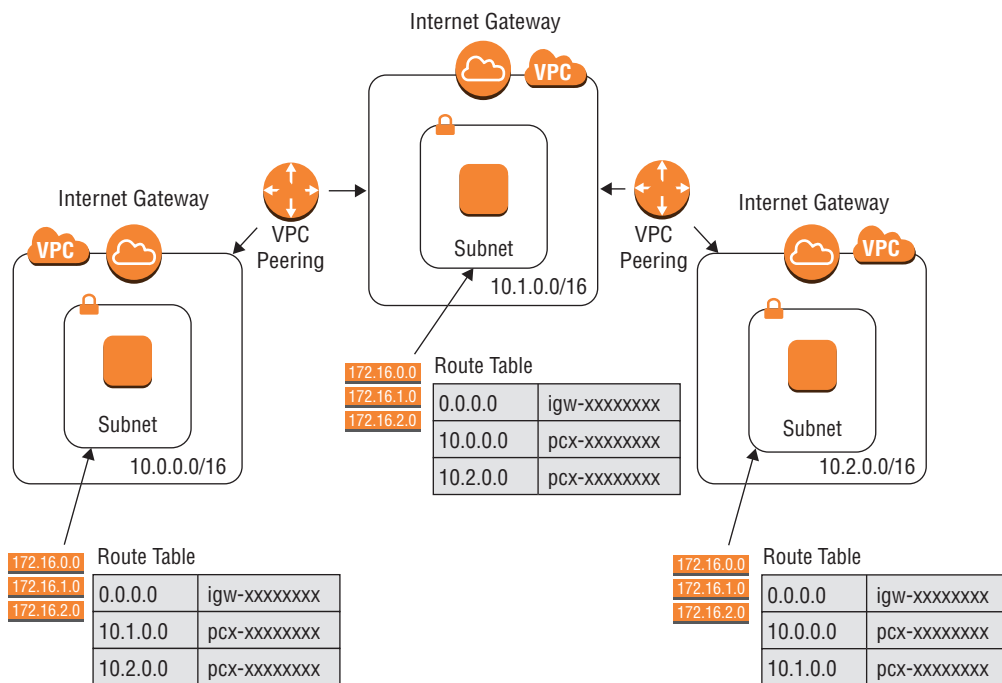 Internet Gateway
VPC
Subnet
10.1.0.0/16
VPC
Peering
VPC
Peering
Internet Gateway
VPC
Subnet
10.0.0.0/16
Internet Gateway
VPC
Subnet
10.2.0.0/16
172.16.0.0
172.16.1.0
172.16.2.0
Route Table
0.0.0.0 igw-xxxxxxxx
10.0.0.0 pcx-xxxxxxxx
10.2.0.0 pcx-xxxxxxxx
172.16.0.0
172.16.1.0
172.16.2.0
Route Table
0.0.0.0 igw-xxxxxxxx
10.1.0.0 pcx-xxxxxxxx
10.2.0.0 pcx-xxxxxxxx
172.16.0.0
172.16.1.0
172.16.2.0
Route Table
0.0.0.0 igw-xxxxxxxx
10.0.0.0 pcx-xxxxxxxx
10.1.0.0 pcx-xxxxxxxx